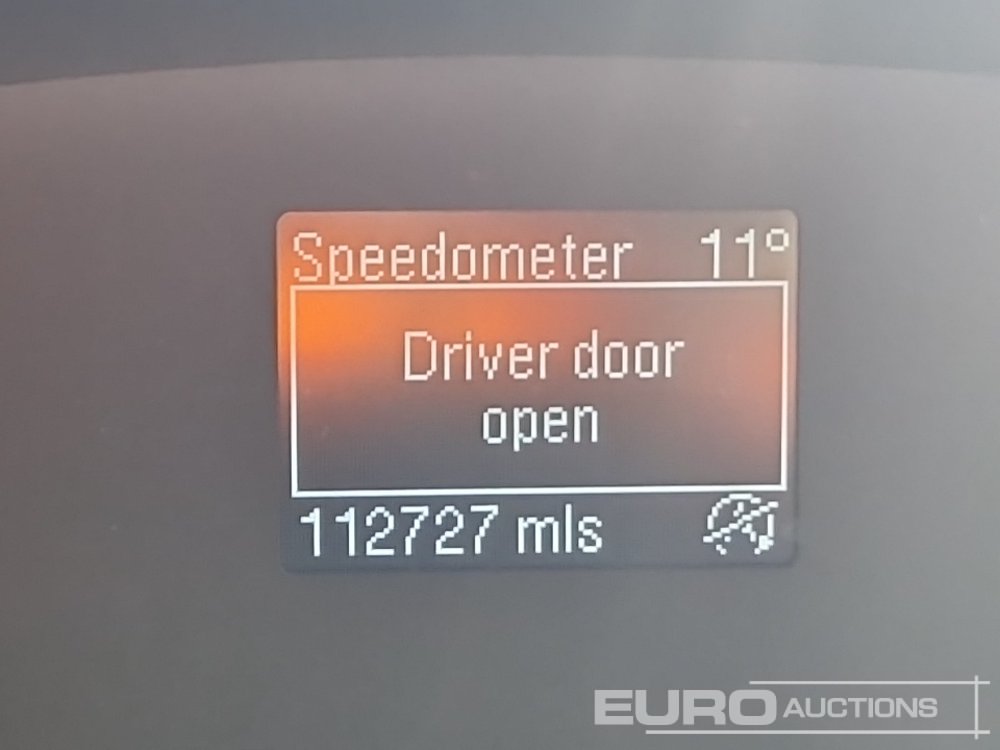 Speedometer 11°
Driver door
open
112727 mls
EURO AUCTIONS